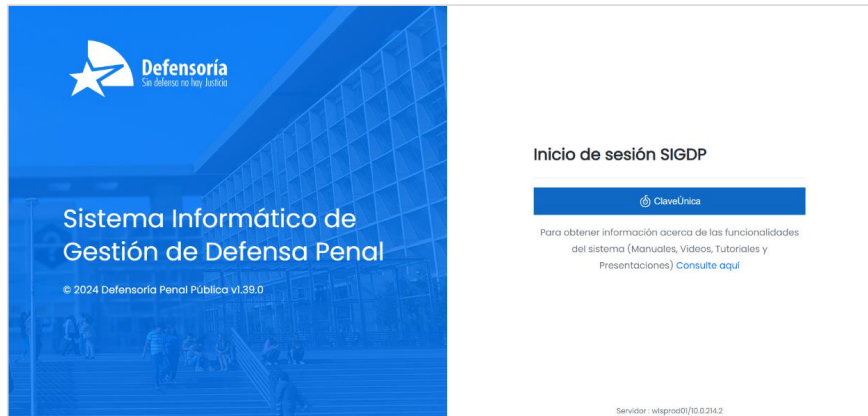 Defensoría
Sin defensa no hay Justicia
Sistema Informático de
Gestión de Defensa Penal
© 2024 Defensoría Penal Pública v1.39.0
Inicio de sesión SIGDP
ClaveÚnica
Para obtener información acerca de las funcionalidades
del sistema (Manuales, Videos, Tutoriales y
Presentaciones) Consulte aquí
Servidor : wlsprod01/10.0.214.2